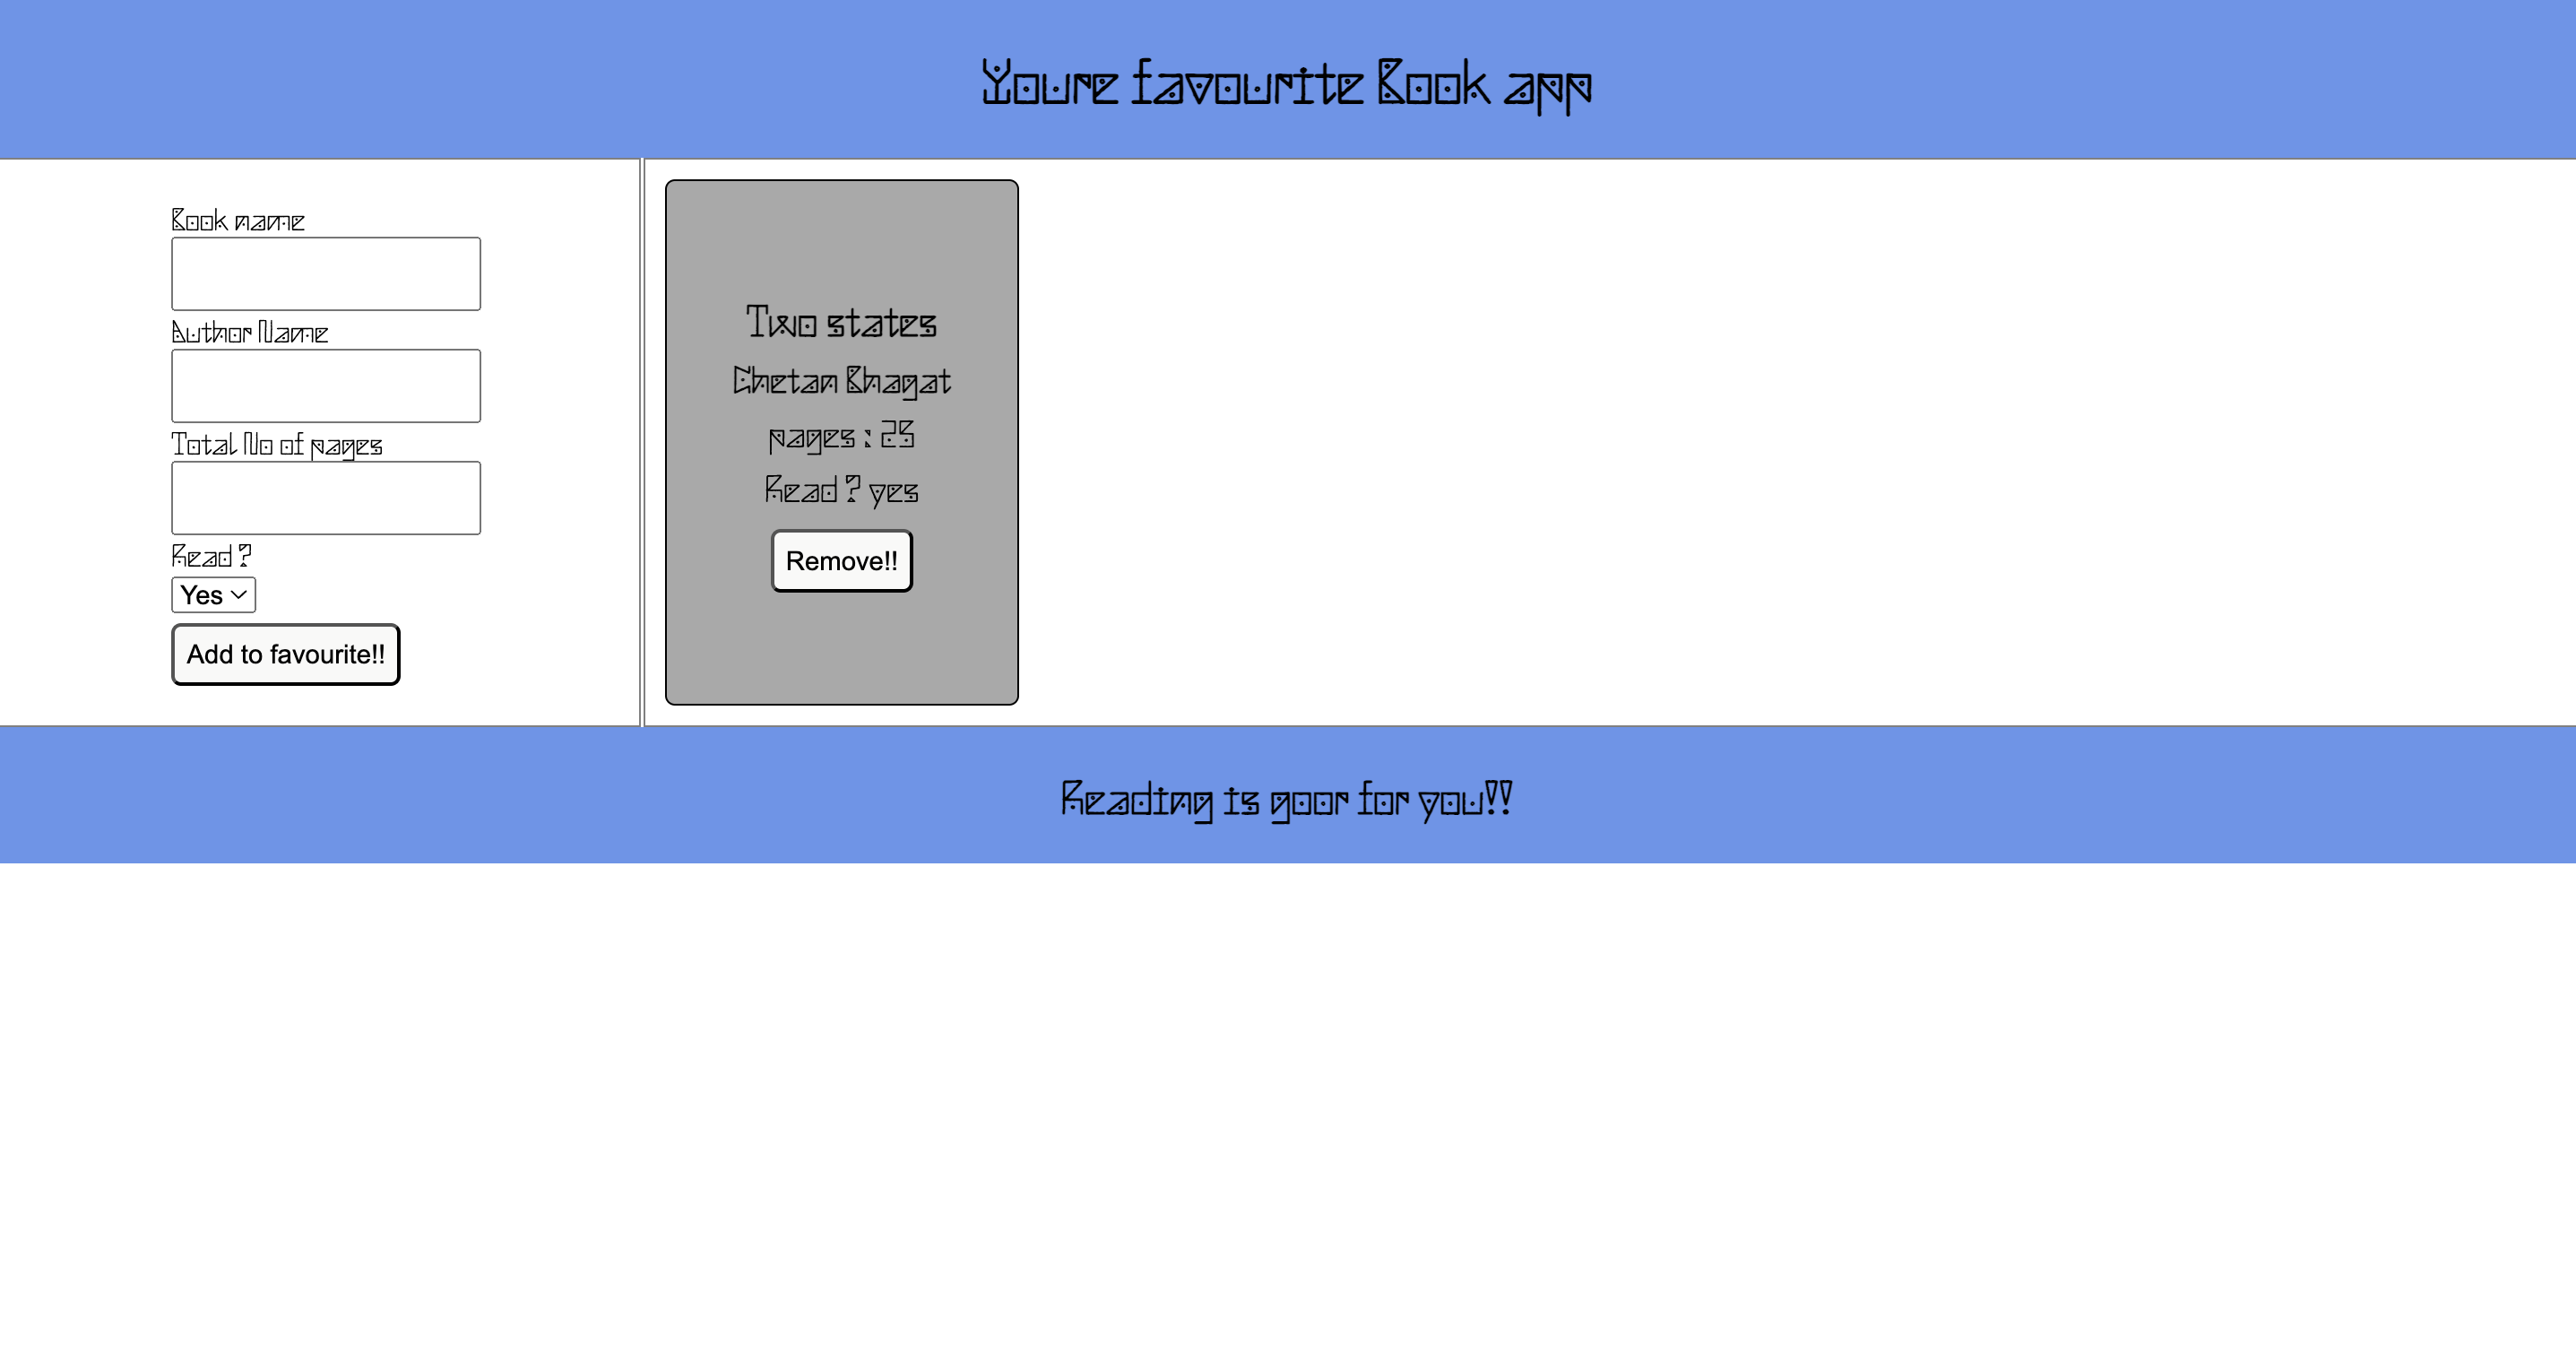 Youre favourite Book app
Book name
Author Name
Total No of pages
Read ?
Yes
Add to favourite!!
Two states
Chetan Bhagat
pages : 25
Read ? yes
Remove!!
Reading is goor for you!!